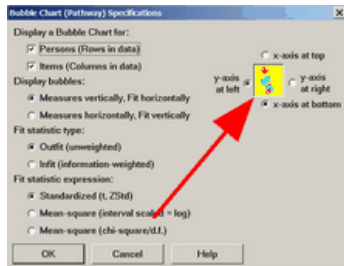 Bubble Chart (Pathway) Specifications
Display a Bubble Chart for:
Persons (Rows in data)
Items (Columns in data)
Display bubbles:
Measures vertically, Fit horizontally
Measures horizontally, Fit vertically
Fit statistic type:
Outfit (unweighted)
Infit (information-weighted)
Fit statistic expression:
Standardized (t, ZStd)
Mean-square (interval scaled = log)
Mean-square (chi-square/d.f.)
x-axis at top
y-axis
at left
y-axis
at right
x-axis at bottom
OK
Cancel
Help